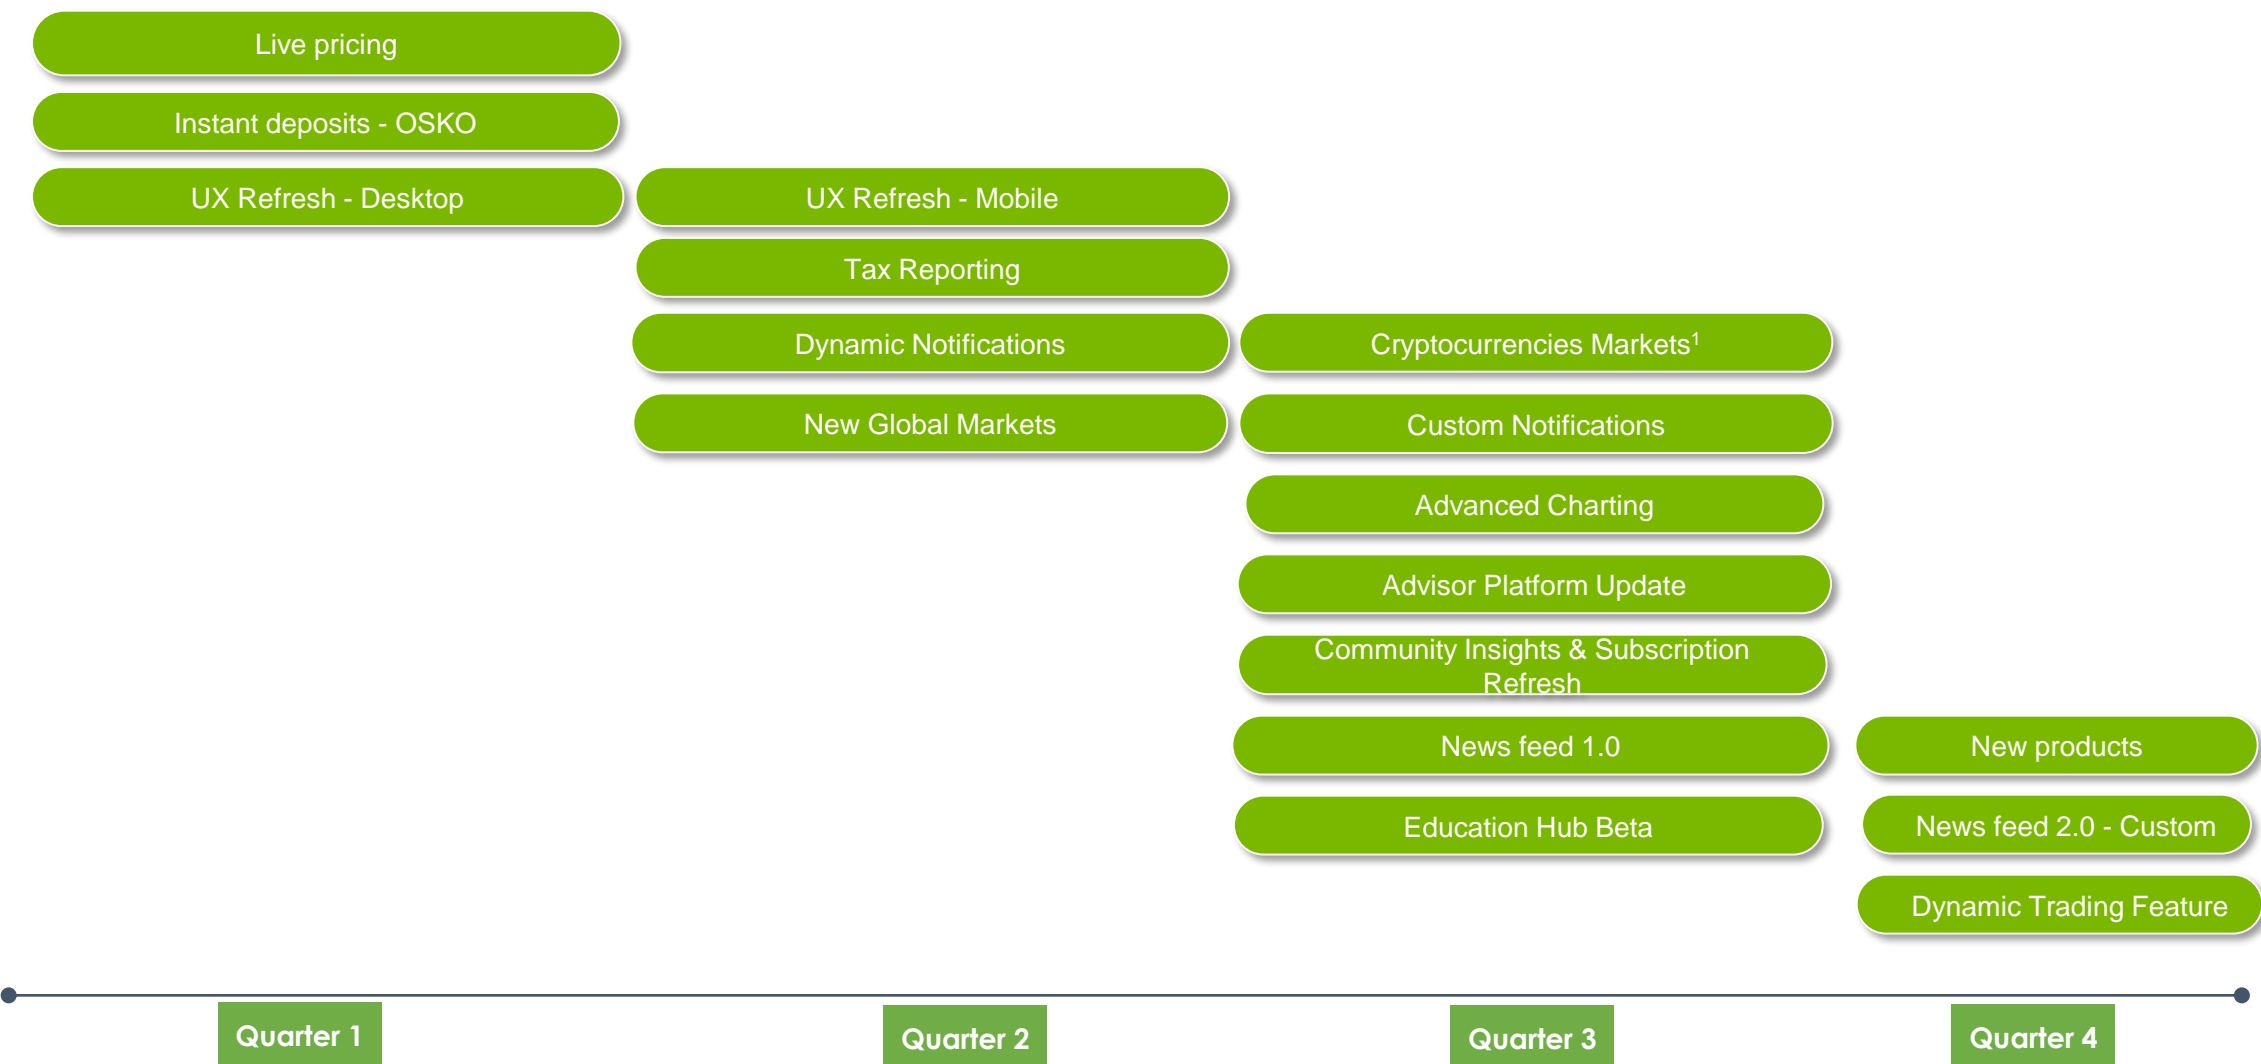 Live pricing
Instant deposits - OSKO
UX Refresh - Desktop
UX Refresh - Mobile
Tax Reporting
Dynamic Notifications
New Global Markets
Cryptocurrencies Markets¹
Custom Notifications
Advanced Charting
Advisor Platform Update
Community Insights & Subscription
Refresh
News feed 1.0
Education Hub Beta
New products
News feed 2.0 - Custom
Dynamic Trading Feature
Quarter 1
Quarter 2
Quarter 3
Quarter 4